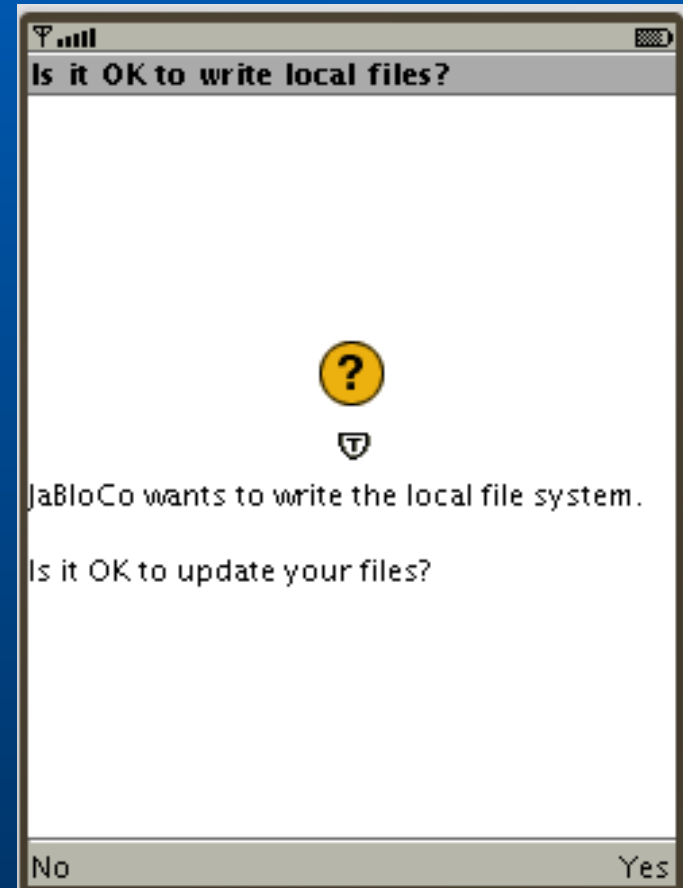 Is it OK to write local files?
?
T
JaBloCo wants to write the local file system.
Is it OK to update your files?
No Yes